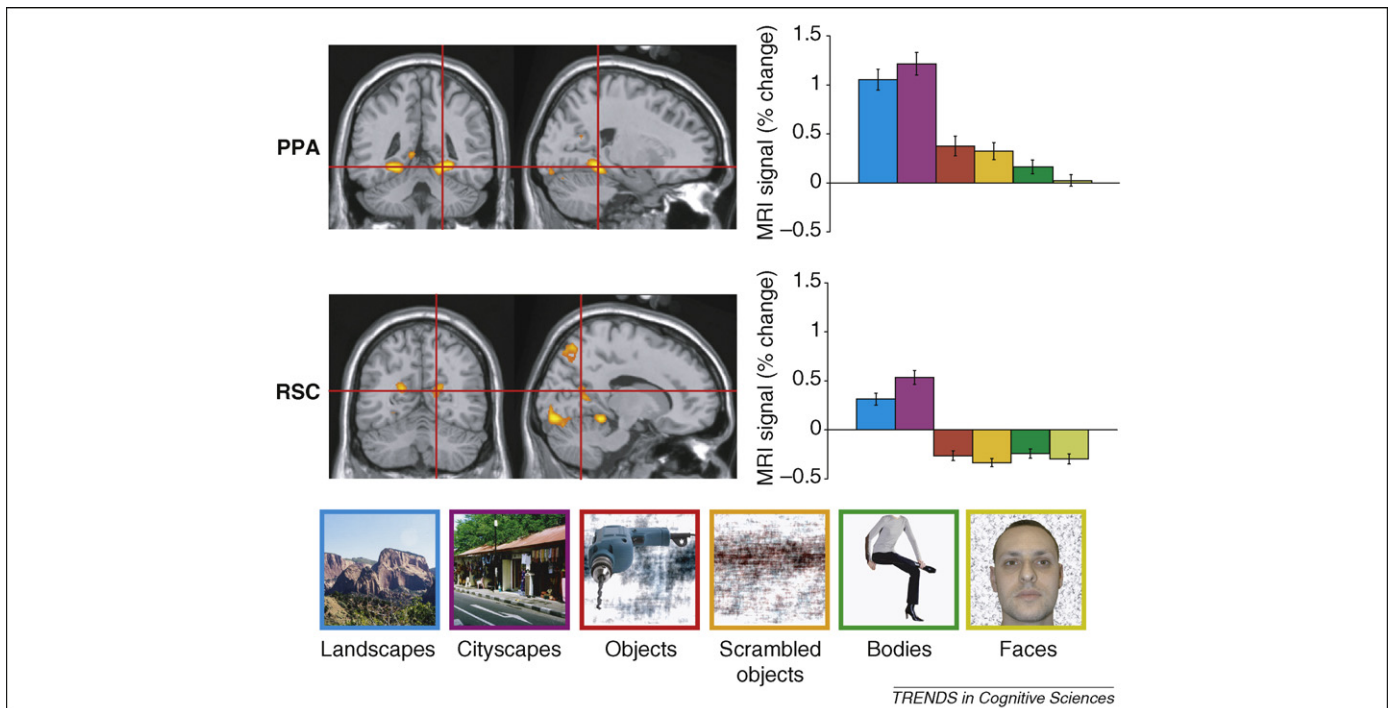 PPA
MRI signal (% change)
1.5
1
0.5
0
–0.5
RSC
MRI signal (% change)
1.5
1
0.5
0
–0.5
Landscapes
Cityscapes
Objects
Scrambled
objects
Bodies
Faces
TRENDS in Cognitive Sciences